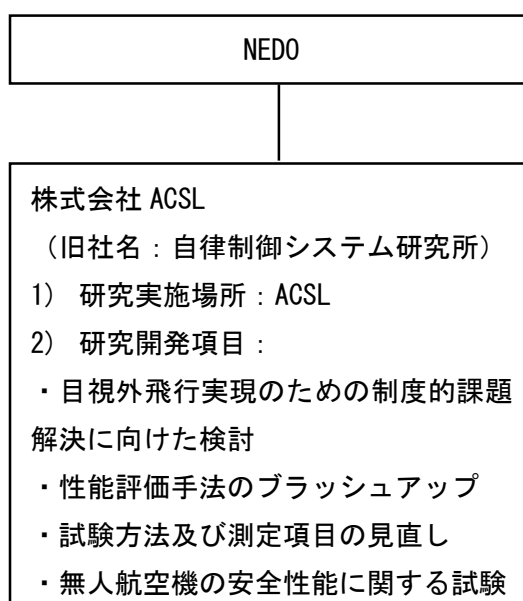 NEDO
株式会社 ACSL
（旧社名：自律制御システム研究所）
1) 研究実施場所：ACSL
2) 研究開発項目：
・目視外飛行実現のための制度的課題
解決に向けた検討
・性能評価手法のブラッシュアップ
・試験方法及び測定項目の見直し
・無人航空機の安全性能に関する試験